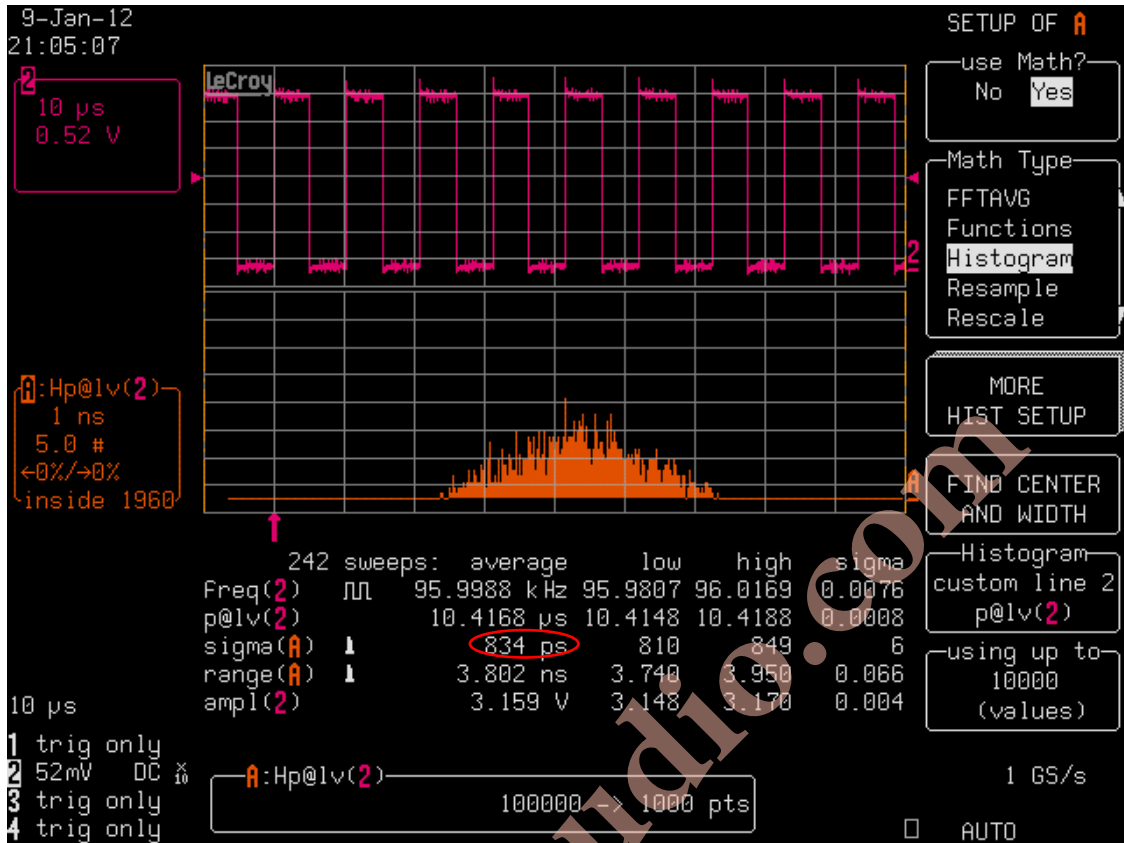 9-Jan-12
21:05:07
2
10 µs
0.52 V
LeCroy
2
A:Hp@lv(2)
1 ns
5.0 #
←0%/→0%
inside 1960
A
242 sweeps: average low high sigma
freq(2) 95.9988 kHz 95.9807 96.0169 0.0076
p@lv(2) 10.4168 µs 10.4148 10.4188 0.0008
sigma(A) 834 ps 810 849 6
range(A) 3.802 ns 3.740 3.950 0.066
ampl(2) 3.159 V 3.148 3.170 0.004
10 µs
1 trig only
2 52mV DC ×10
3 trig only
4 trig only
A:Hp@lv(2)
100000 -> 1000 pts
1 GS/s
AUTO
SETUP OF A
use Math?
No Yes
Math Type
FFTAVG
Functions
Histogram
Resample
Rescale
MORE
HIST SETUP
FIND CENTER
AND WIDTH
Histogram
custom line 2
p@lv(2)
using up to
10000
(values)
udio.com